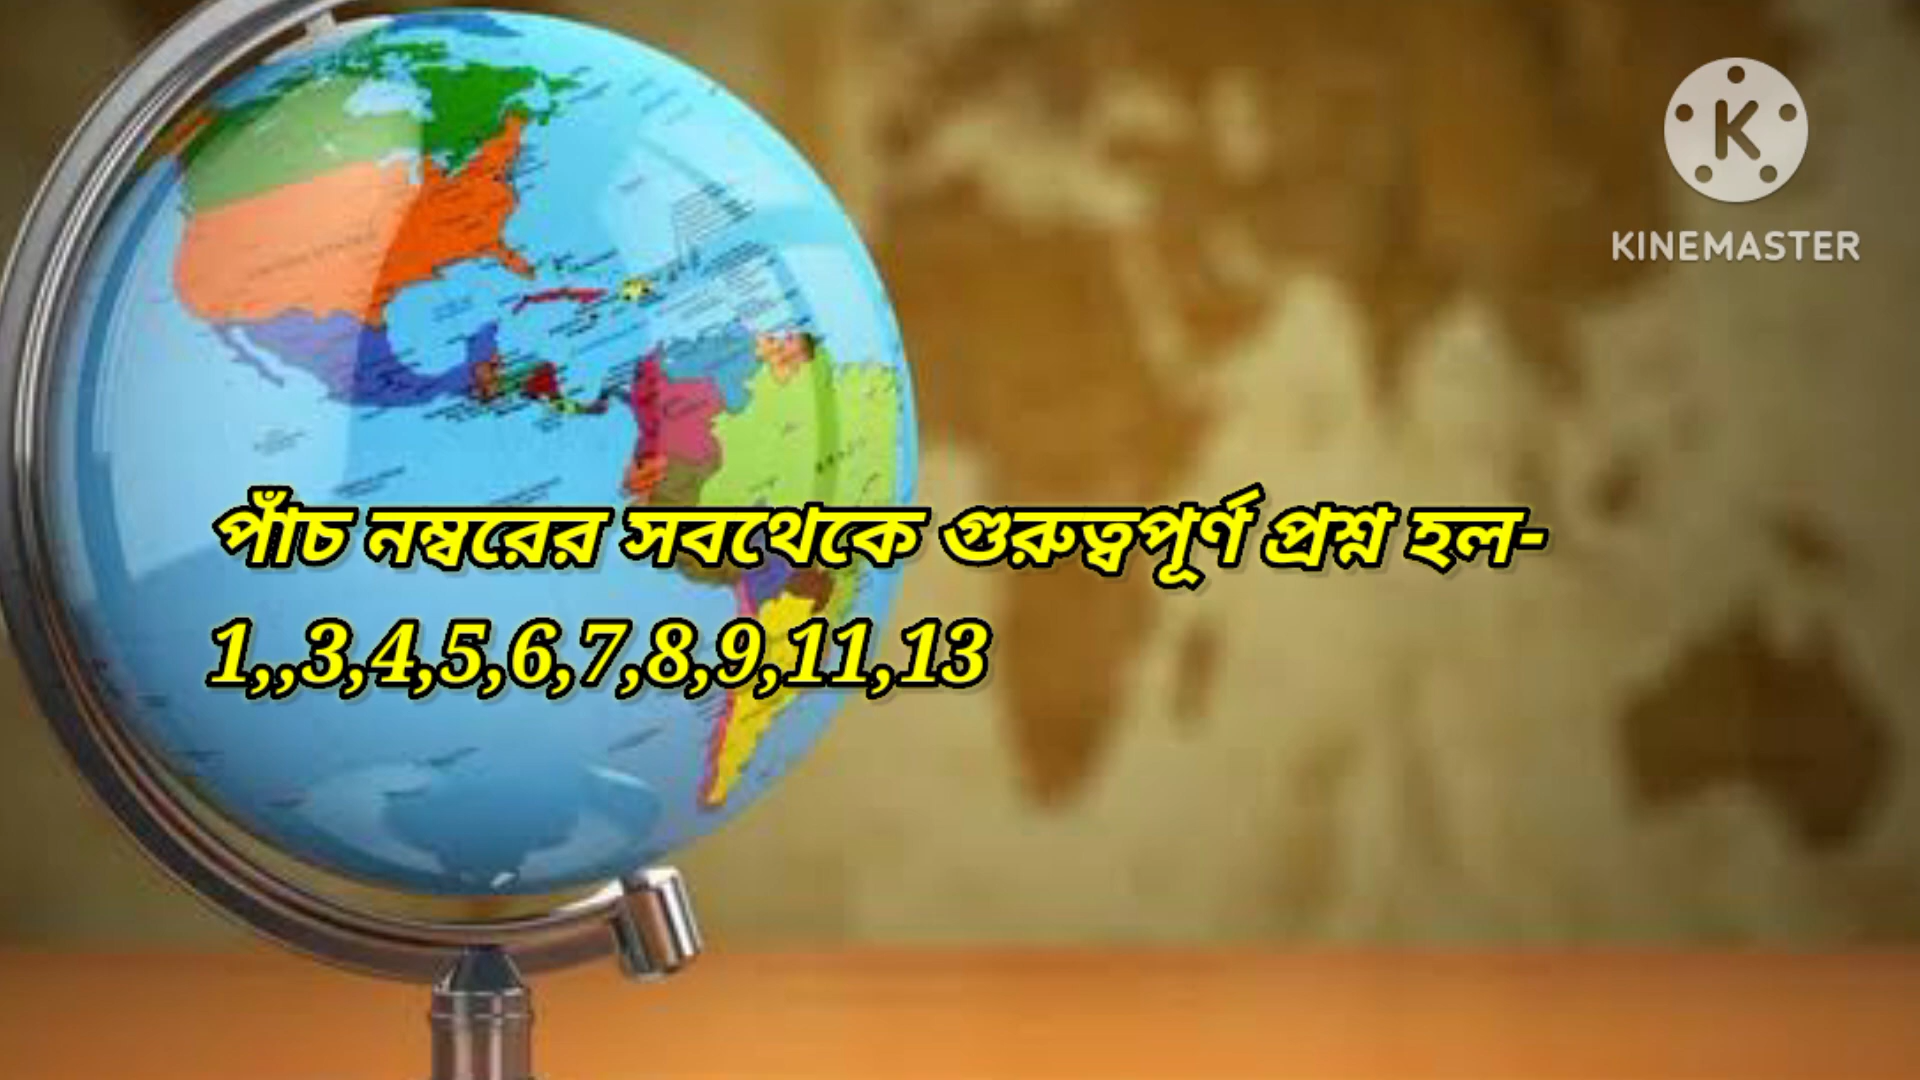 KINEMASTER
পাঁচ নম্বরের সবথেকে গুরুত্বপূর্ণ প্রশ্ন হল-
1,,3,4,5,6,7,8,9,11,13